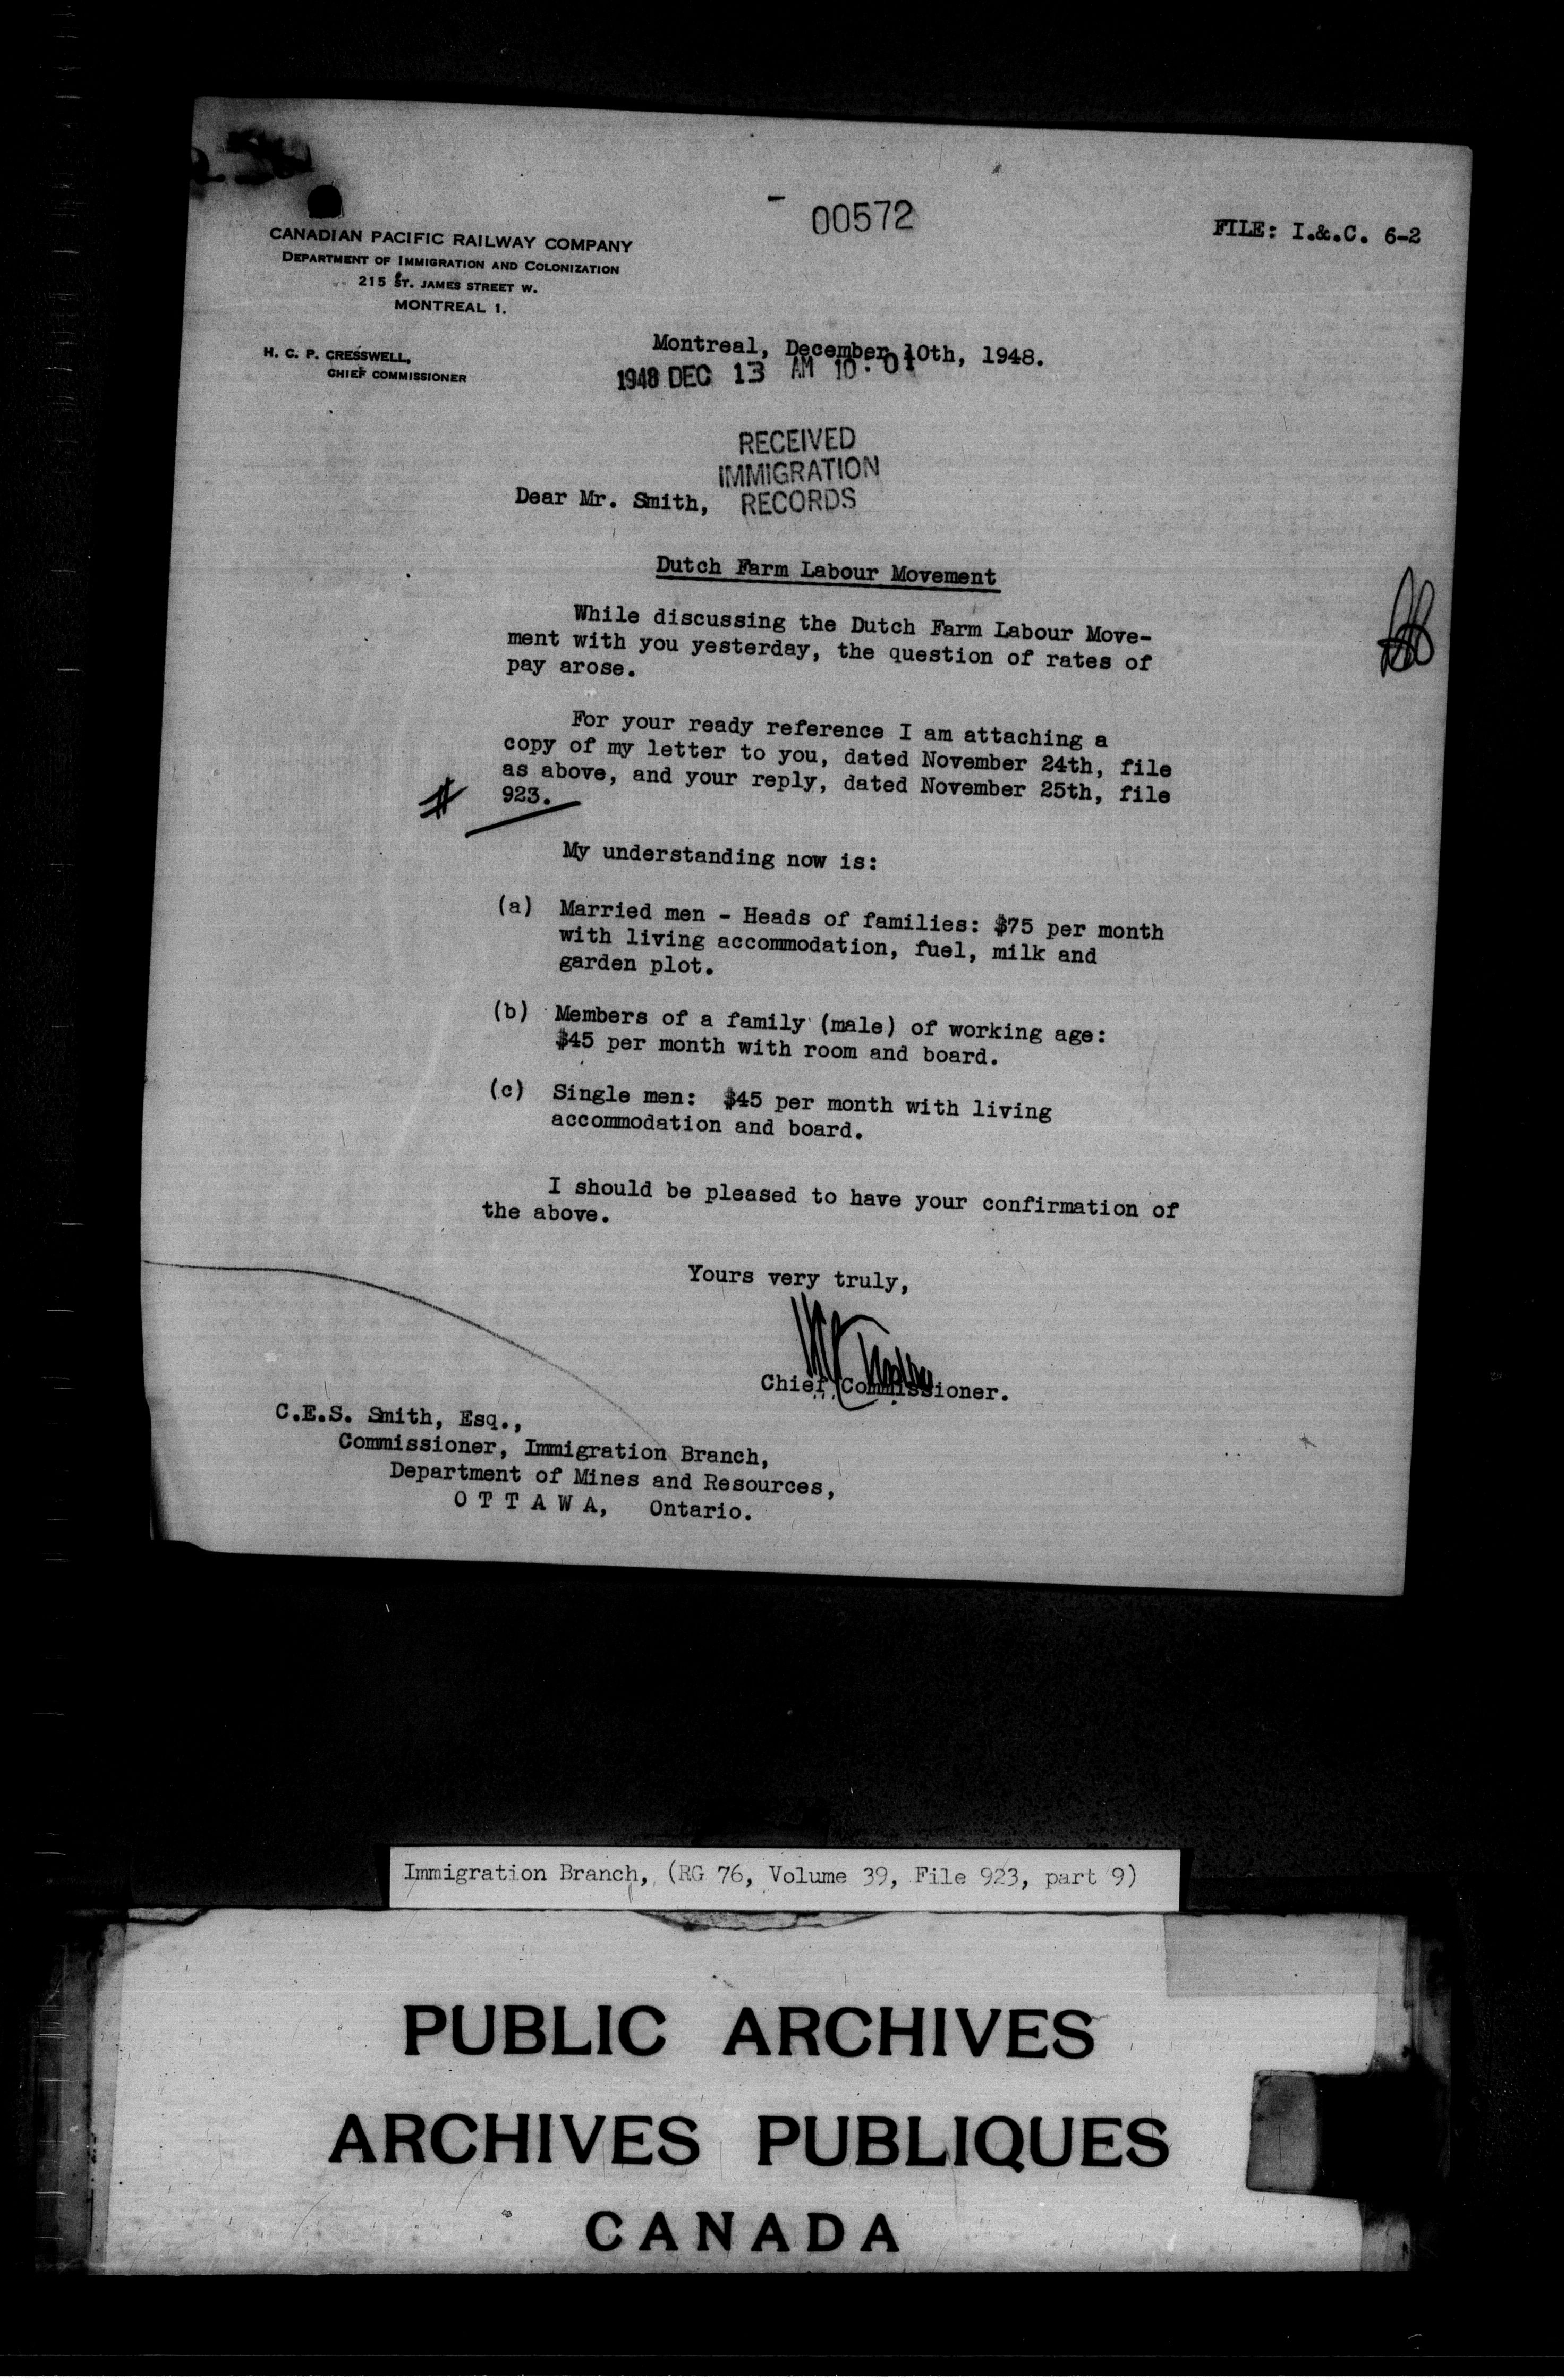 00572
FILE: I.&.C. 6-2
CANADIAN PACIFIC RAILWAY COMPANY
DEPARTMENT OF IMMIGRATION AND COLONIZATION
215 ST. JAMES STREET W.
MONTREAL 1.
H. C. P. CRESSWELL,
CHIEF COMMISSIONER
Montreal, December 10th, 1948.
1948 DEC 13 AM 10:01
RECEIVED
IMMIGRATION
RECORDS
Dear Mr. Smith,
Dutch Farm Labour Movement
While discussing the Dutch Farm Labour Move-
ment with you yesterday, the question of rates of
pay arose.
For your ready reference I am attaching a
copy of my letter to you, dated November 24th, file
as above, and your reply, dated November 25th, file
923.
My understanding now is:
(a) Married men - Heads of families: $75 per month
with living accommodation, fuel, milk and
garden plot.
(b) Members of a family (male) of working age:
$45 per month with room and board.
(c) Single men: $45 per month with living
accommodation and board.
I should be pleased to have your confirmation of
the above.
Yours very truly,
Chief Commissioner.
C.E.S. Smith, Esq.,
Commissioner, Immigration Branch,
Department of Mines and Resources,
O T T A W A, Ontario.
Immigration Branch, (RG 76, Volume 39, File 923, part 9)
PUBLIC ARCHIVES
ARCHIVES PUBLIQUES
CANADA